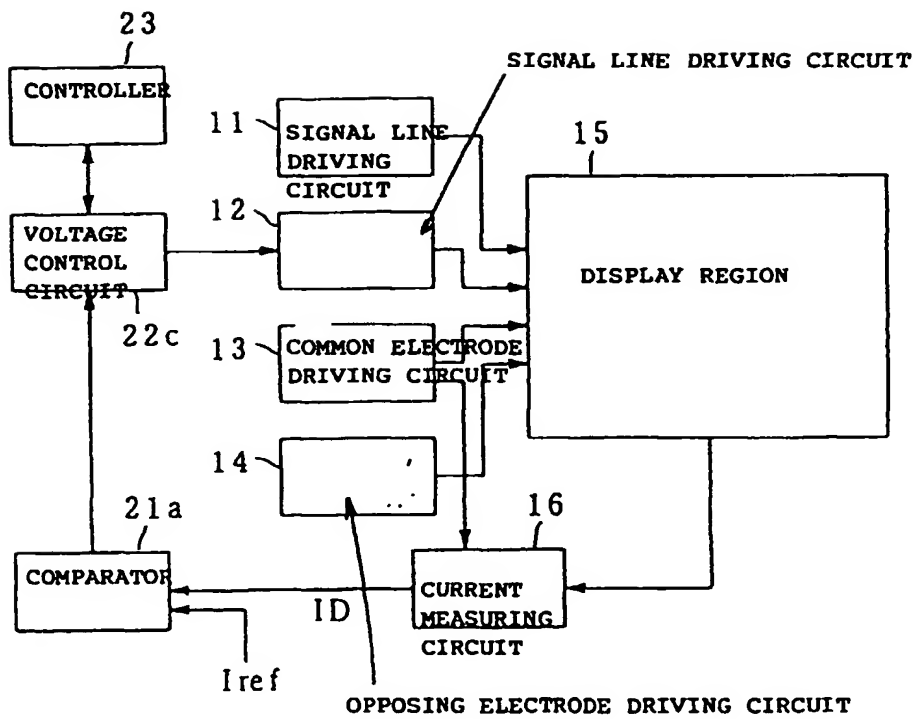 23
CONTROLLER
SIGNAL LINE DRIVING CIRCUIT
11
SIGNAL LINE
DRIVING
CIRCUIT
15
12
VOLTAGE
CONTROL
CIRCUIT
22c
DISPLAY REGION
13
COMMON ELECTRODE
DRIVING CIRCUIT
14
21a
16
COMPARATOR
ID
CURRENT
MEASURING
CIRCUIT
Iref
OPPOSING ELECTRODE DRIVING CIRCUIT